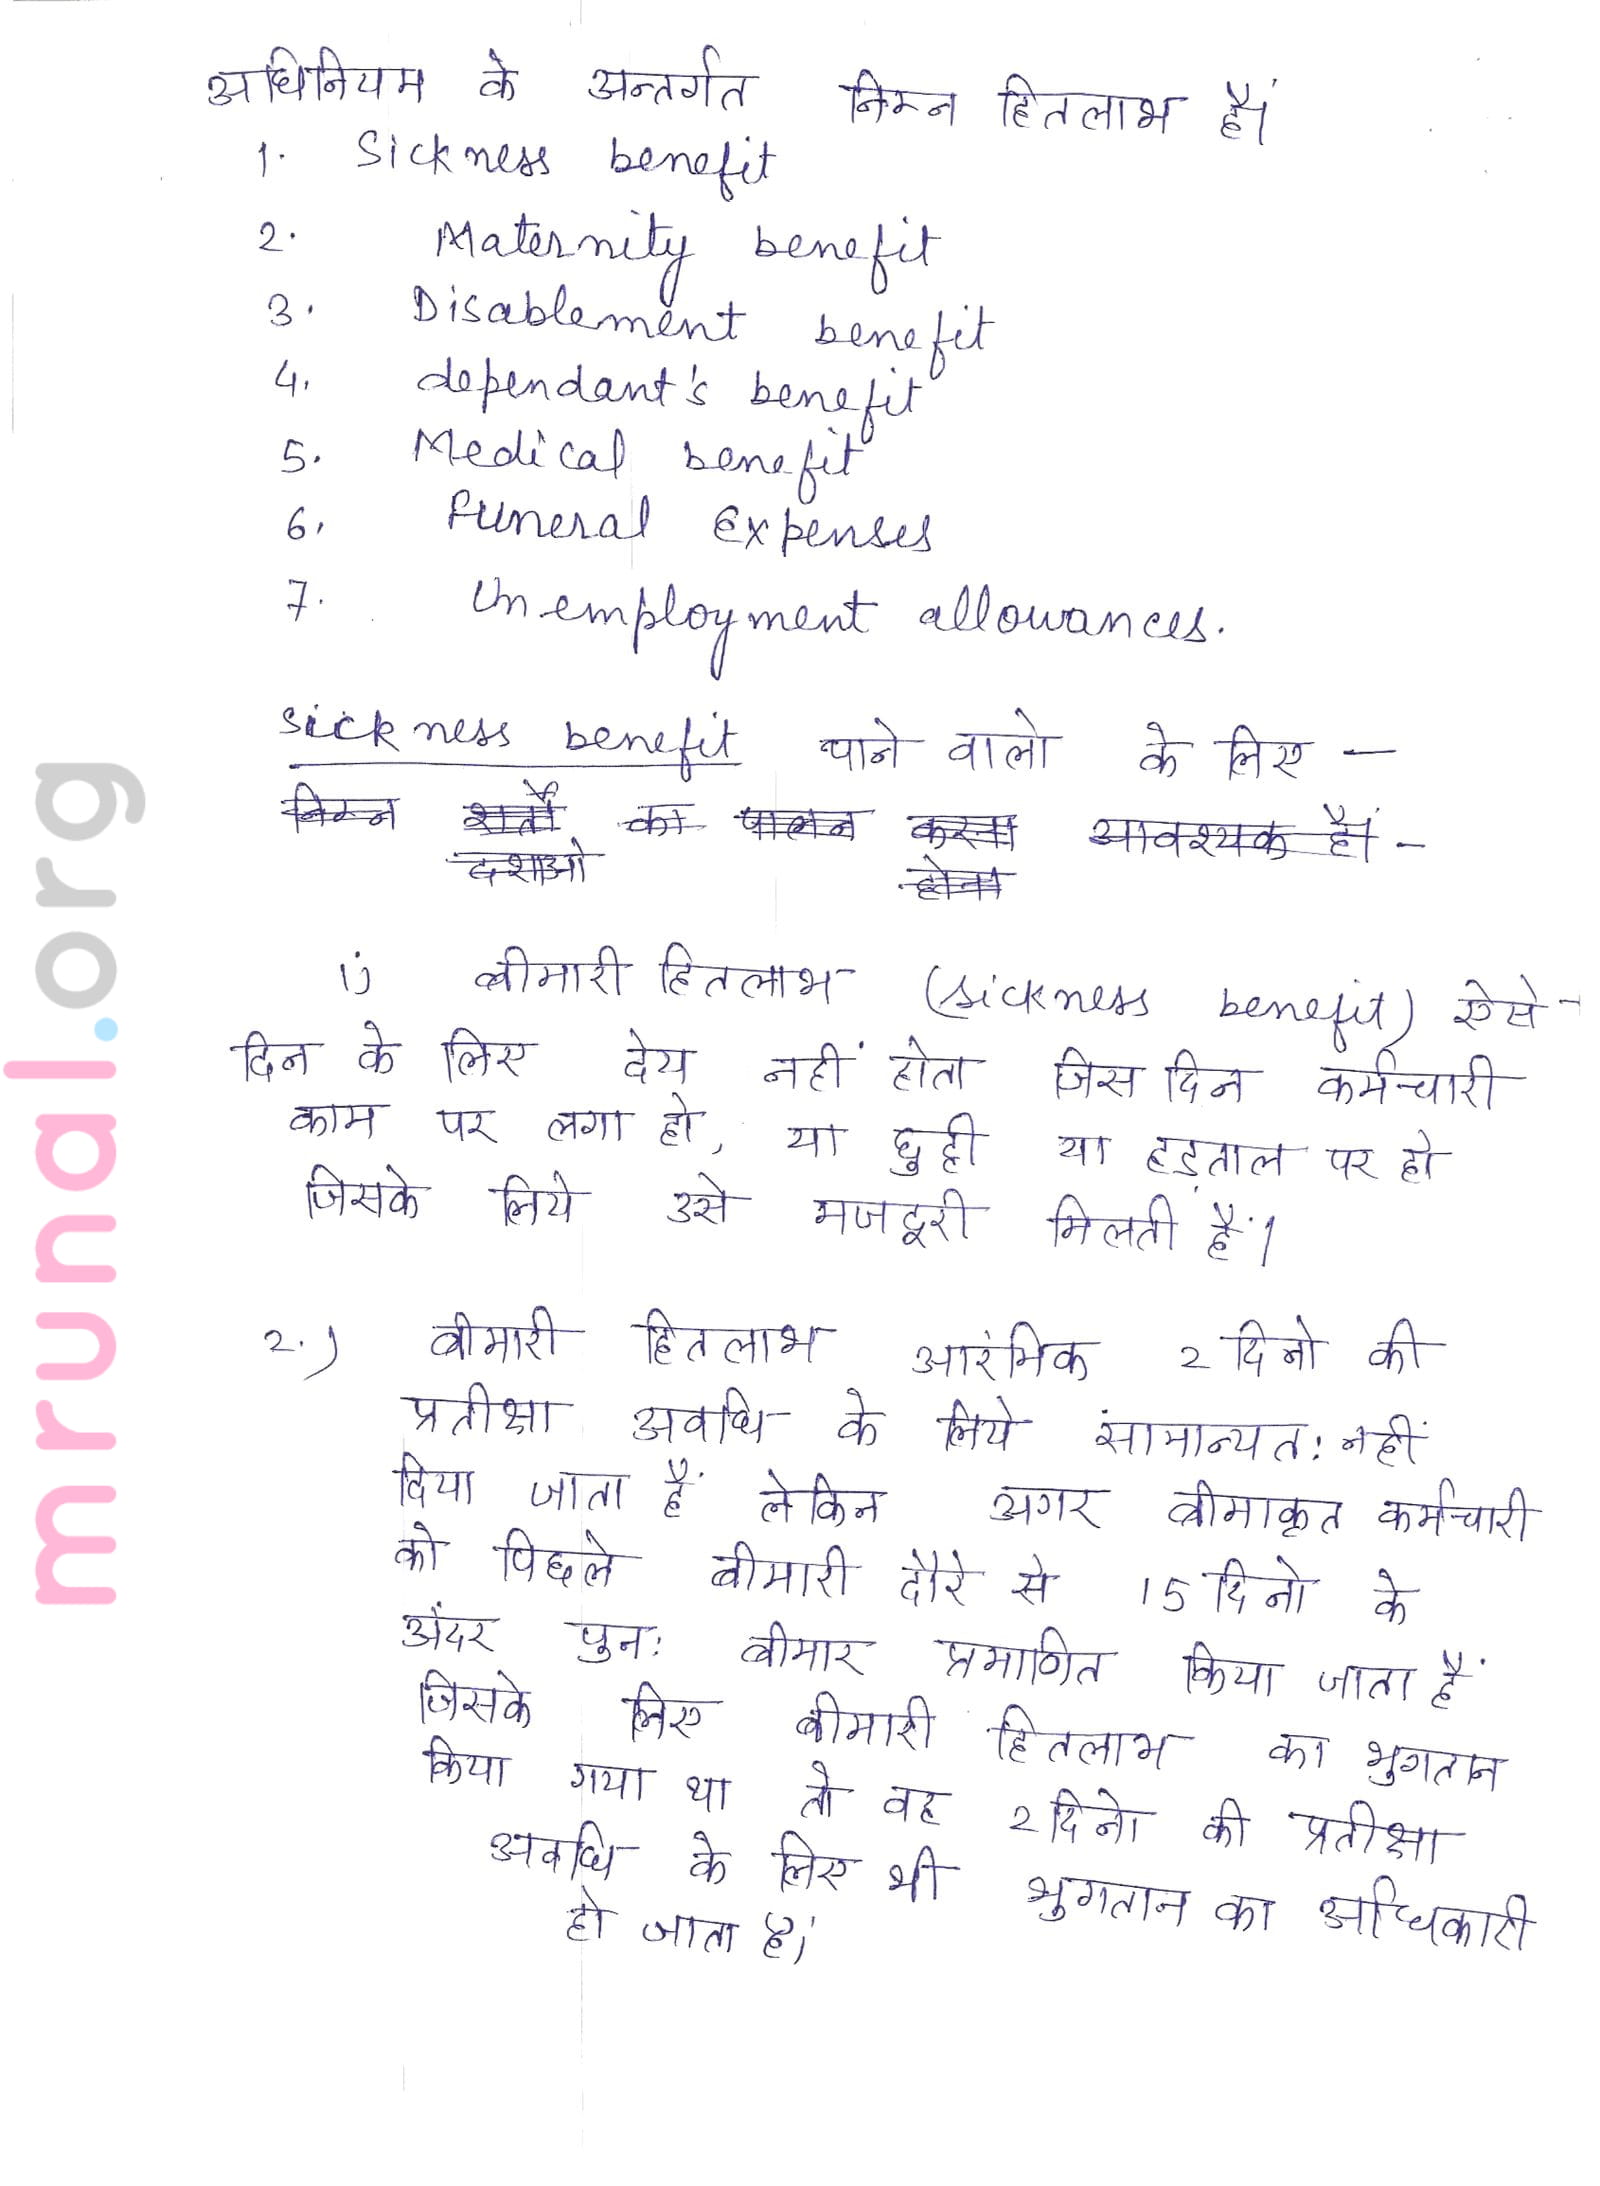 अधिनियम के अन्तर्गत निम्न हितलाभ हैं।
1. Sickness benefit
2. Maternity benefit
3. Disablement benefit
4. dependant's benefit
5. Medical benefit
6. Funeral Expenses
7. Unemployment allowances.
Sickness benefit पाने वालो के लिए —
निम्न शर्तों का पालन करना आवश्यक हैं। -
दशाओ होना
1) बीमारी हितलाभ (sickness benefit) ऐसे -
दिन के लिए देय नहीं होता जिस दिन कर्मचारी
काम पर लगा हो, या छुट्टी या हड़ताल पर हो
जिसके लिये उसे मजदूरी मिलती हैं।
2.) बीमारी हितलाभ आरंभिक 2 दिनो की
प्रतीक्षा अवधि के लिये सामान्यत: नहीं
दिया जाता हैं लेकिन अगर बीमाकृत कर्मचारी
को पिछले बीमारी दौरे से 15 दिनो के
अंदर पुन: बीमार प्रमाणित किया जाता हैं
जिसके लिए बीमारी हितलाभ का भुगतान
किया गया था तो वह 2 दिनो की प्रतीक्षा
अवधि के लिए भी भुगतान का अधिकारी
हो जाता हैं।
mrunal.org